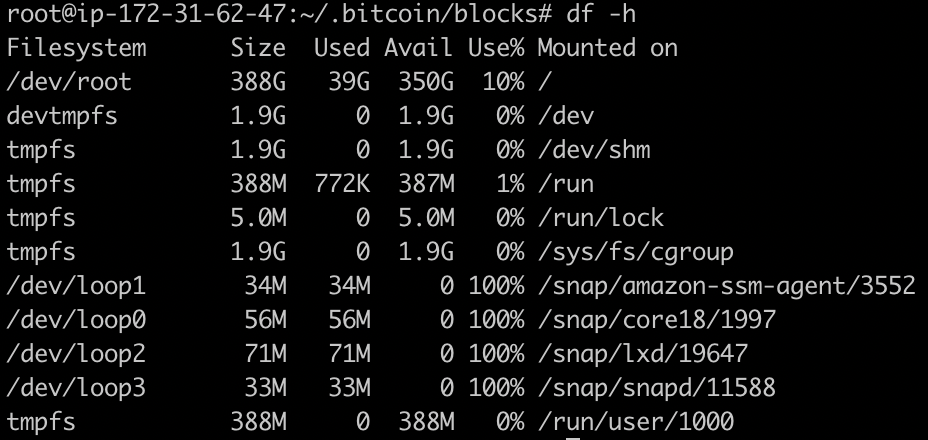 root@ip-172-31-62-47:~/.bitcoin/blocks# df -h
Filesystem      Size  Used Avail Use% Mounted on
/dev/root       388G   39G  350G  10% /
devtmpfs        1.9G     0  1.9G   0% /dev
tmpfs           1.9G     0  1.9G   0% /dev/shm
tmpfs           388M  772K  387M   1% /run
tmpfs           5.0M     0  5.0M   0% /run/lock
tmpfs           1.9G     0  1.9G   0% /sys/fs/cgroup
/dev/loop1       34M   34M     0 100% /snap/amazon-ssm-agent/3552
/dev/loop0       56M   56M     0 100% /snap/core18/1997
/dev/loop2       71M   71M     0 100% /snap/lxd/19647
/dev/loop3       33M   33M     0 100% /snap/snapd/11588
tmpfs           388M     0  388M   0% /run/user/1000